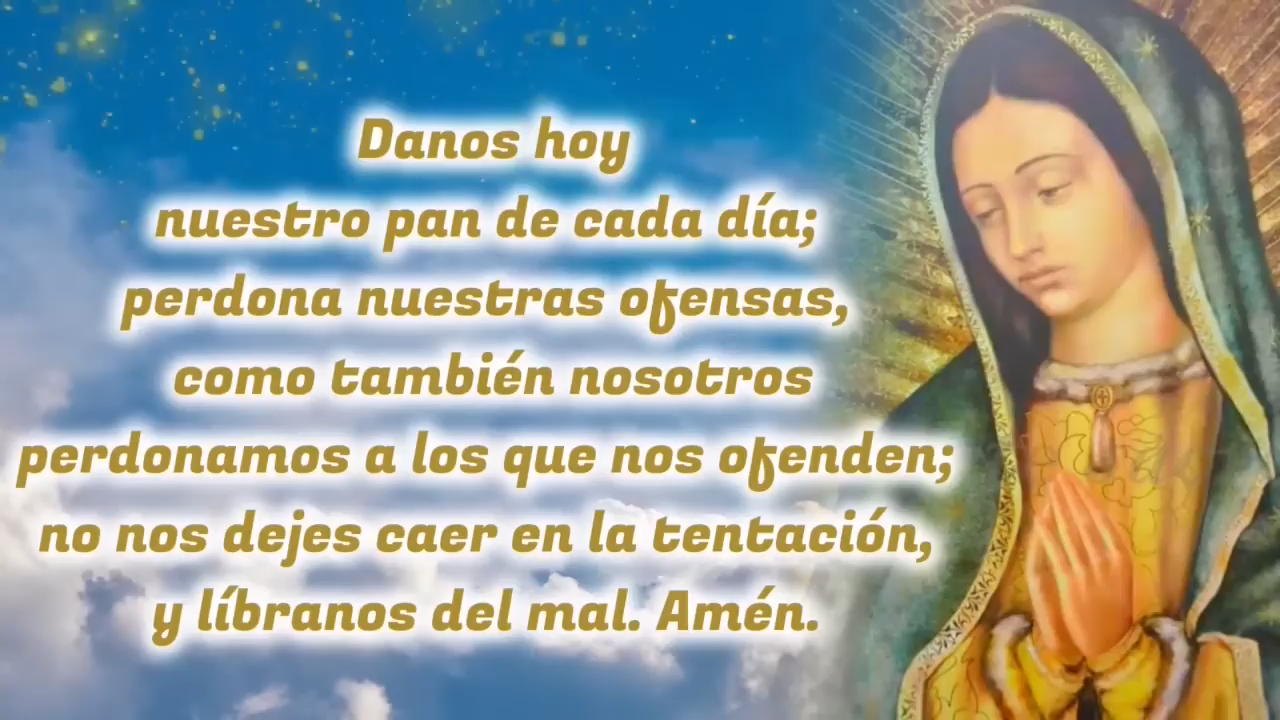 Danos hoy
nuestro pan de cada día;
perdona nuestras ofensas,
como también nosotros
perdonamos a los que nos ofenden;
no nos dejes caer en la tentación,
y líbranos del mal. Amén.